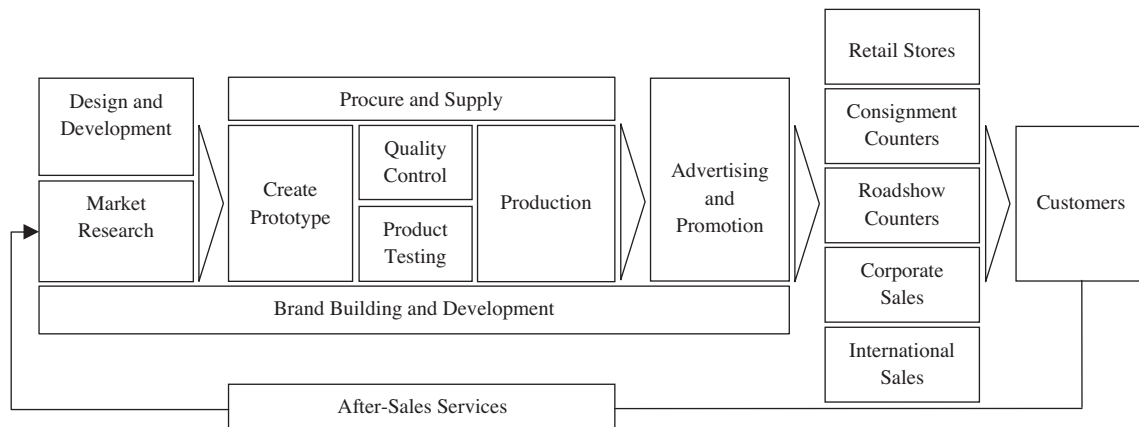 Design and
Development
Market
Research
Procure and Supply
Create
Prototype
Quality
Control
Product
Testing
Production
Advertising
and
Promotion
Brand Building and Development
Retail Stores
Consignment
Counters
Roadshow
Counters
Corporate
Sales
International
Sales
Customers
After-Sales Services